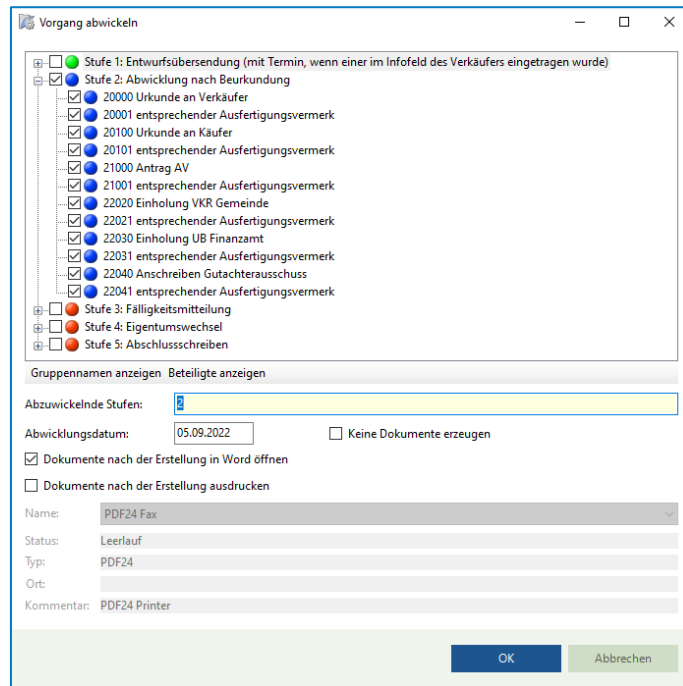 Vorgang abwickeln
Stufe 1: Entwurfsübersendung (mit Termin, wenn einer im Infofeld des Verkäufers eingetragen wurde)
Stufe 2: Abwicklung nach Beurkundung
20000 Urkunde an Verkäufer
20001 entsprechender Ausfertigungsvermerk
20100 Urkunde an Käufer
20101 entsprechender Ausfertigungsvermerk
21000 Antrag AV
21001 entsprechender Ausfertigungsvermerk
22020 Einholung VKR Gemeinde
22021 entsprechender Ausfertigungsvermerk
22030 Einholung UB Finanzamt
22031 entsprechender Ausfertigungsvermerk
22040 Anschreiben Gutachterausschuss
22041 entsprechender Ausfertigungsvermerk
Stufe 3: Fälligkeitsmitteilung
Stufe 4: Eigentumswechsel
Stufe 5: Abschlussschreiben
Gruppennamen anzeigen Beteiligte anzeigen
Abzuwickelnde Stufen: 2
Abwicklungsdatum: 05.09.2022 Keine Dokumente erzeugen
Dokumente nach der Erstellung in Word öffnen
Dokumente nach der Erstellung ausdrucken
Name: PDF24 Fax
Status: Leerlauf
Typ: PDF24
Ort:
Kommentar: PDF24 Printer
OK Abbrechen